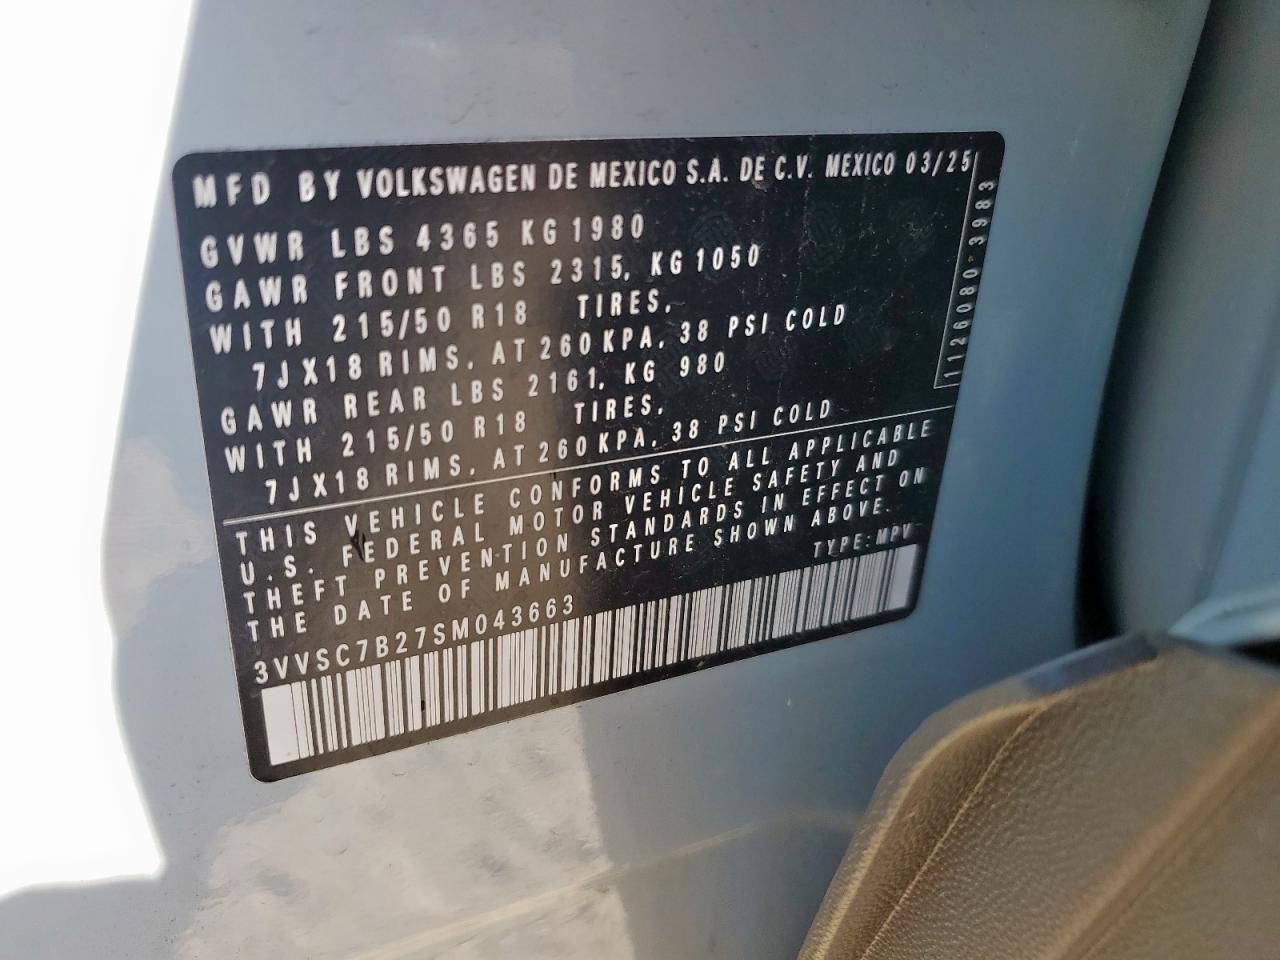 MFD BY VOLKSWAGEN DE MEXICO S.A. DE C.V. MEXICO 03/25
GVWR LBS 4365 KG 1980
GAWR FRONT LBS 2315, KG 1050
WITH 215/50 R18 TIRES,
7JX18 RIMS, AT 260 KPA, 38 PSI COLD
GAWR REAR LBS 2161, KG 980
WITH 215/50 R18 TIRES,
7JX18 RIMS, AT 260 KPA, 38 PSI COLD
1126080-3983
THIS VEHICLE CONFORMS TO ALL APPLICABLE
U.S. FEDERAL MOTOR VEHICLE SAFETY AND
THEFT PREVENTION STANDARDS IN EFFECT ON
THE DATE OF MANUFACTURE SHOWN ABOVE.
TYPE: MPV
3VVSC7B27SM043663